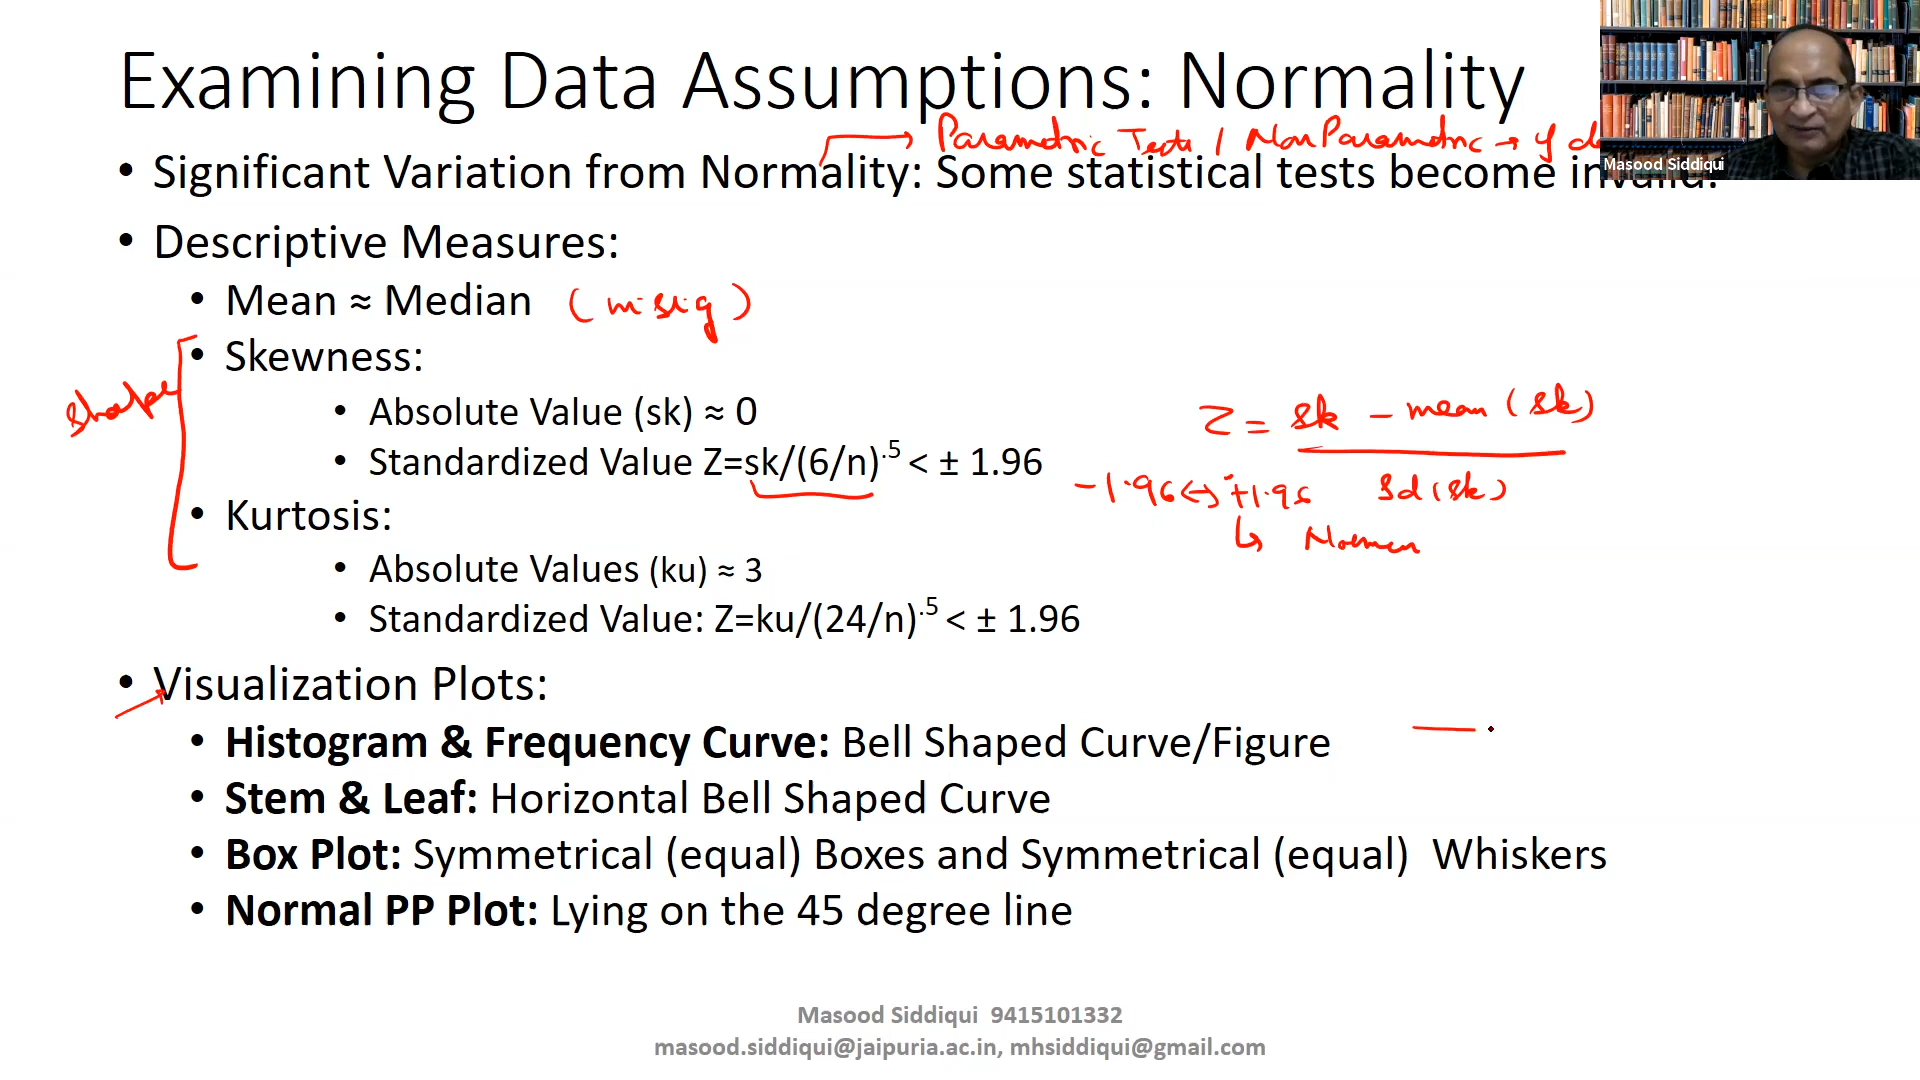 Examining Data Assumptions: Normality
Parametric Tests / NonParametric →
Masood Siddiqui
• Significant Variation from Normality: Some statistical tests become invalid.
• Descriptive Measures:
• Mean ≈ Median
• Skewness:
Shape
• Absolute Value (sk) ≈ 0
Z = sk - mean (sk)
sd (sk)
• Standardized Value Z=sk/(6/n)^.5 < ± 1.96
-1.96 ↔ +1.96
• Kurtosis:
• Absolute Values (ku) ≈ 3
• Standardized Value: Z=ku/(24/n)^.5 < ± 1.96
• Visualization Plots:
• Histogram & Frequency Curve: Bell Shaped Curve/Figure
• Stem & Leaf: Horizontal Bell Shaped Curve
• Box Plot: Symmetrical (equal) Boxes and Symmetrical (equal) Whiskers
• Normal PP Plot: Lying on the 45 degree line
Masood Siddiqui 9415101332
masood.siddiqui@jaipuria.ac.in, mhsiddiqui@gmail.com